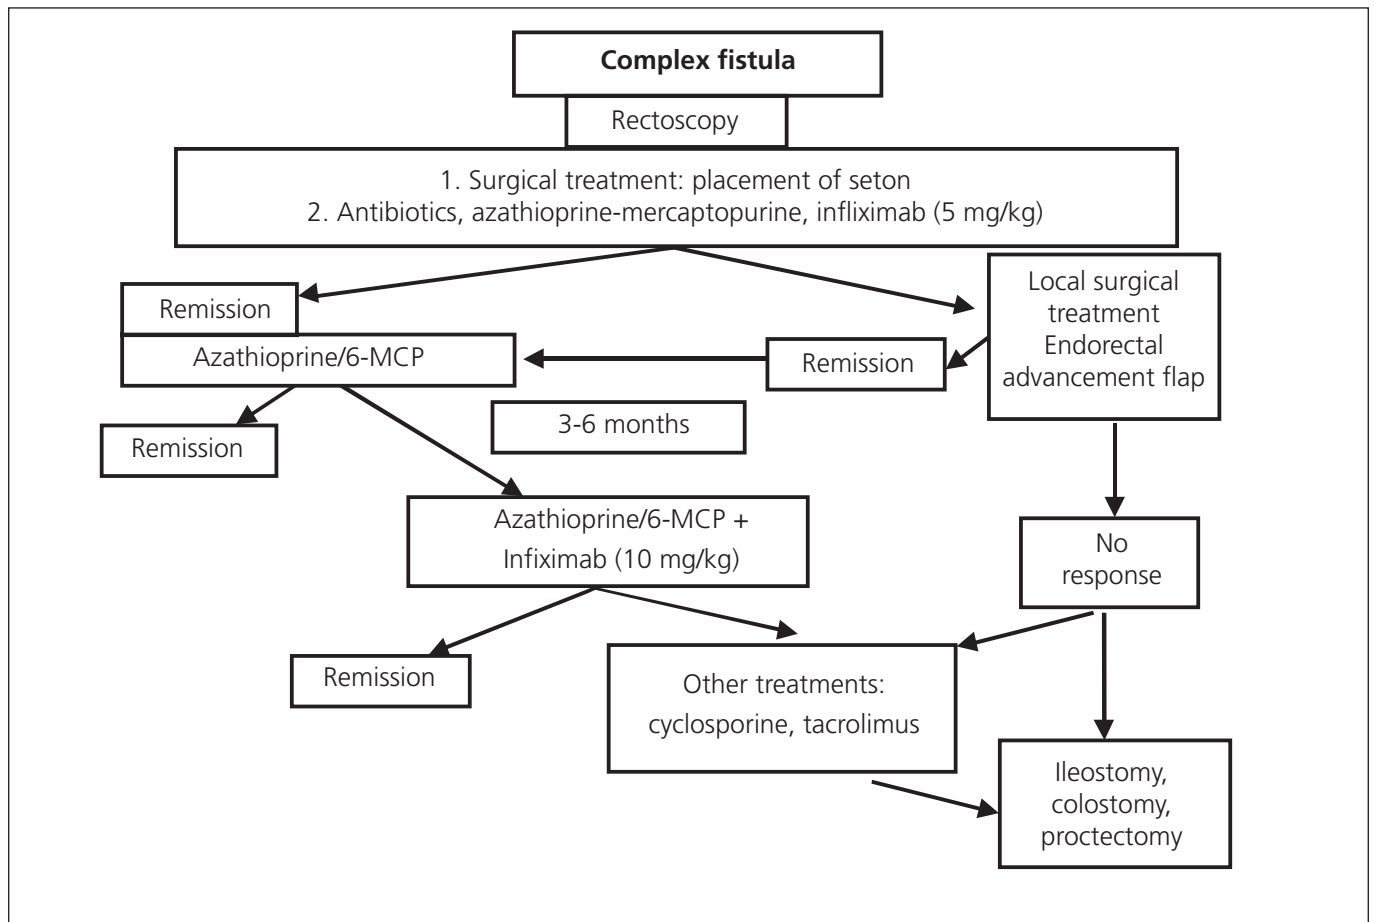 Complex fistula
Rectoscopy
1. Surgical treatment: placement of seton
2. Antibiotics, azathioprine-mercaptopurine, infliximab (5 mg/kg)
Remission
Azathioprine/6-MCP
Remission
Local surgical
treatment
Endorectal
advancement flap
Remission
3-6 months
Azathioprine/6-MCP +
Infiximab (10 mg/kg)
No
response
Remission
Other treatments:
cyclosporine, tacrolimus
Ileostomy,
colostomy,
proctectomy